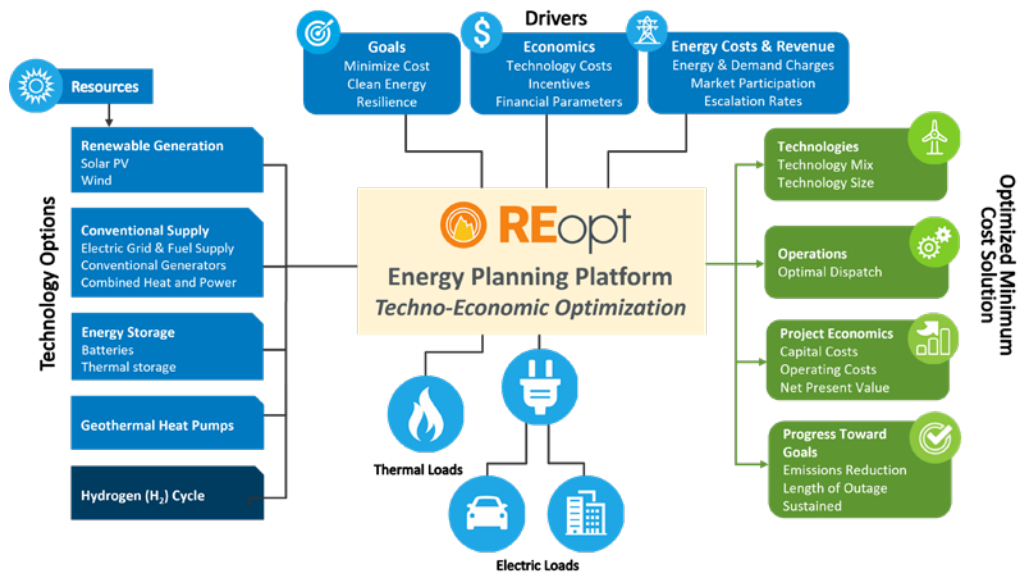 Drivers
Goals
Minimize Cost
Clean Energy
Resilience
Economics
Technology Costs
Incentives
Financial Parameters
Energy Costs & Revenue
Energy & Demand Charges
Market Participation
Escalation Rates
Resources
Technology Options
Renewable Generation
Solar PV
Wind
Conventional Supply
Electric Grid & Fuel Supply
Conventional Generators
Combined Heat and Power
Energy Storage
Batteries
Thermal storage
Geothermal Heat Pumps
Hydrogen (H₂) Cycle
REopt
Energy Planning Platform
Techno-Economic Optimization
Thermal Loads
Electric Loads
Technologies
Technology Mix
Technology Size
Operations
Optimal Dispatch
Project Economics
Capital Costs
Operating Costs
Net Present Value
Progress Toward
Goals
Emissions Reduction
Length of Outage
Sustained
Optimized Minimum
Cost Solution